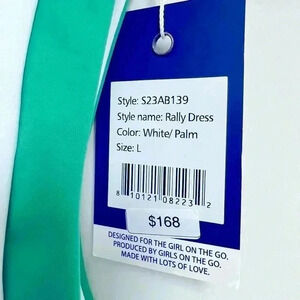 Style: S23AB139
Style name: Rally Dress
Color: White/ Palm
Size: L
8 10121 08223 2
$168
DESIGNED FOR THE GIRL ON THE GO.
PRODUCED BY GIRLS ON THE GO.
MADE WITH LOTS OF LOVE.